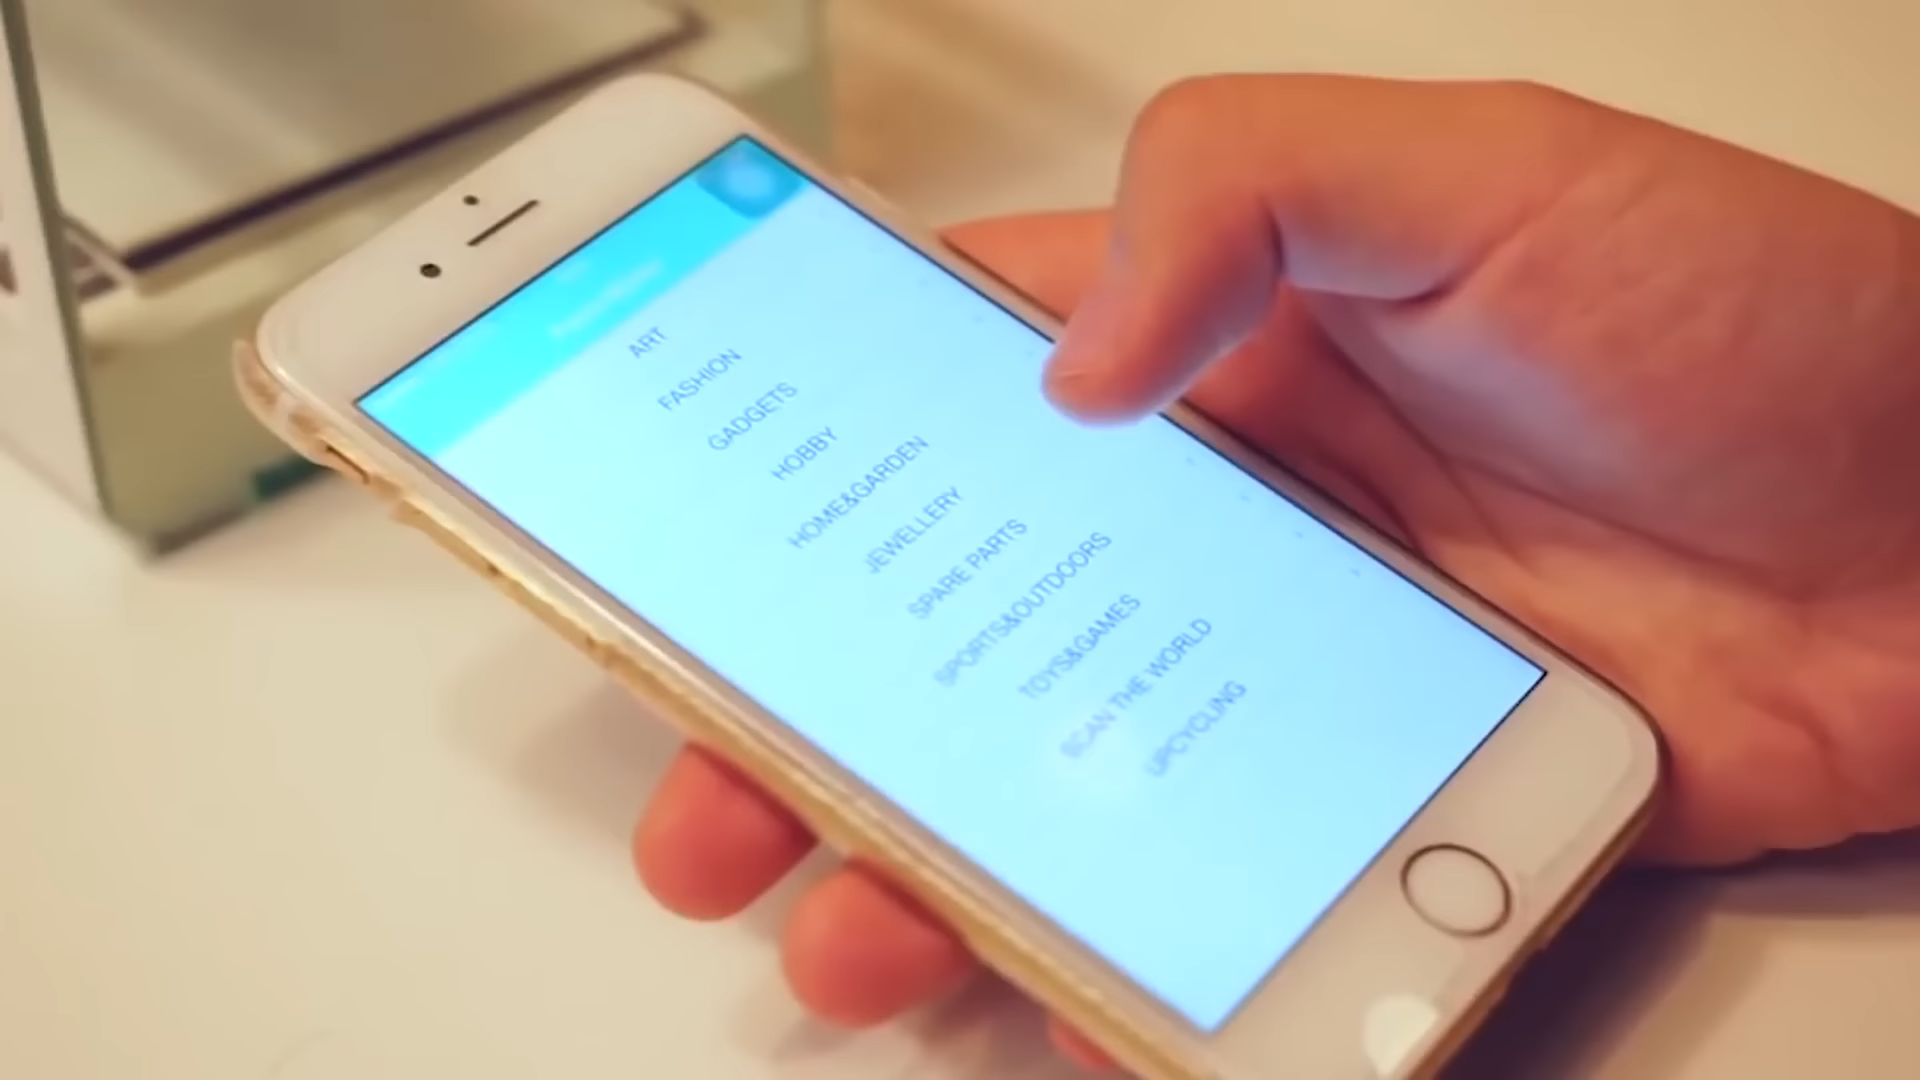 ART
FASHION
GADGETS
HOBBY
HOME&GARDEN
JEWELLERY
SPARE PARTS
SPORTS&OUTDOORS
TOYS&GAMES
SCAN THE WORLD
UPCYCLING